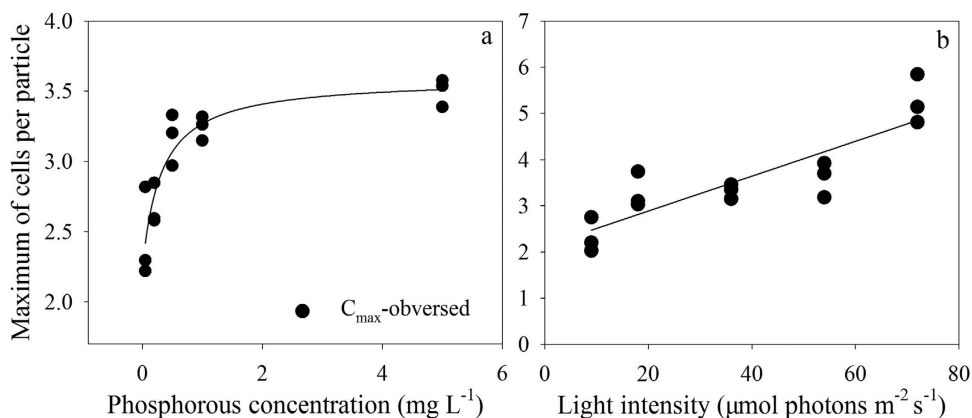 Maximum of cells per particle
4.0
3.5
3.0
2.5
2.0
a
C_max-obversed
0 2 4 6
Phosphorous concentration (mg L⁻¹)
7
6
5
4
3
2
1
0
b
0 20 40 60 80
Light intensity (μmol photons m⁻² s⁻¹)